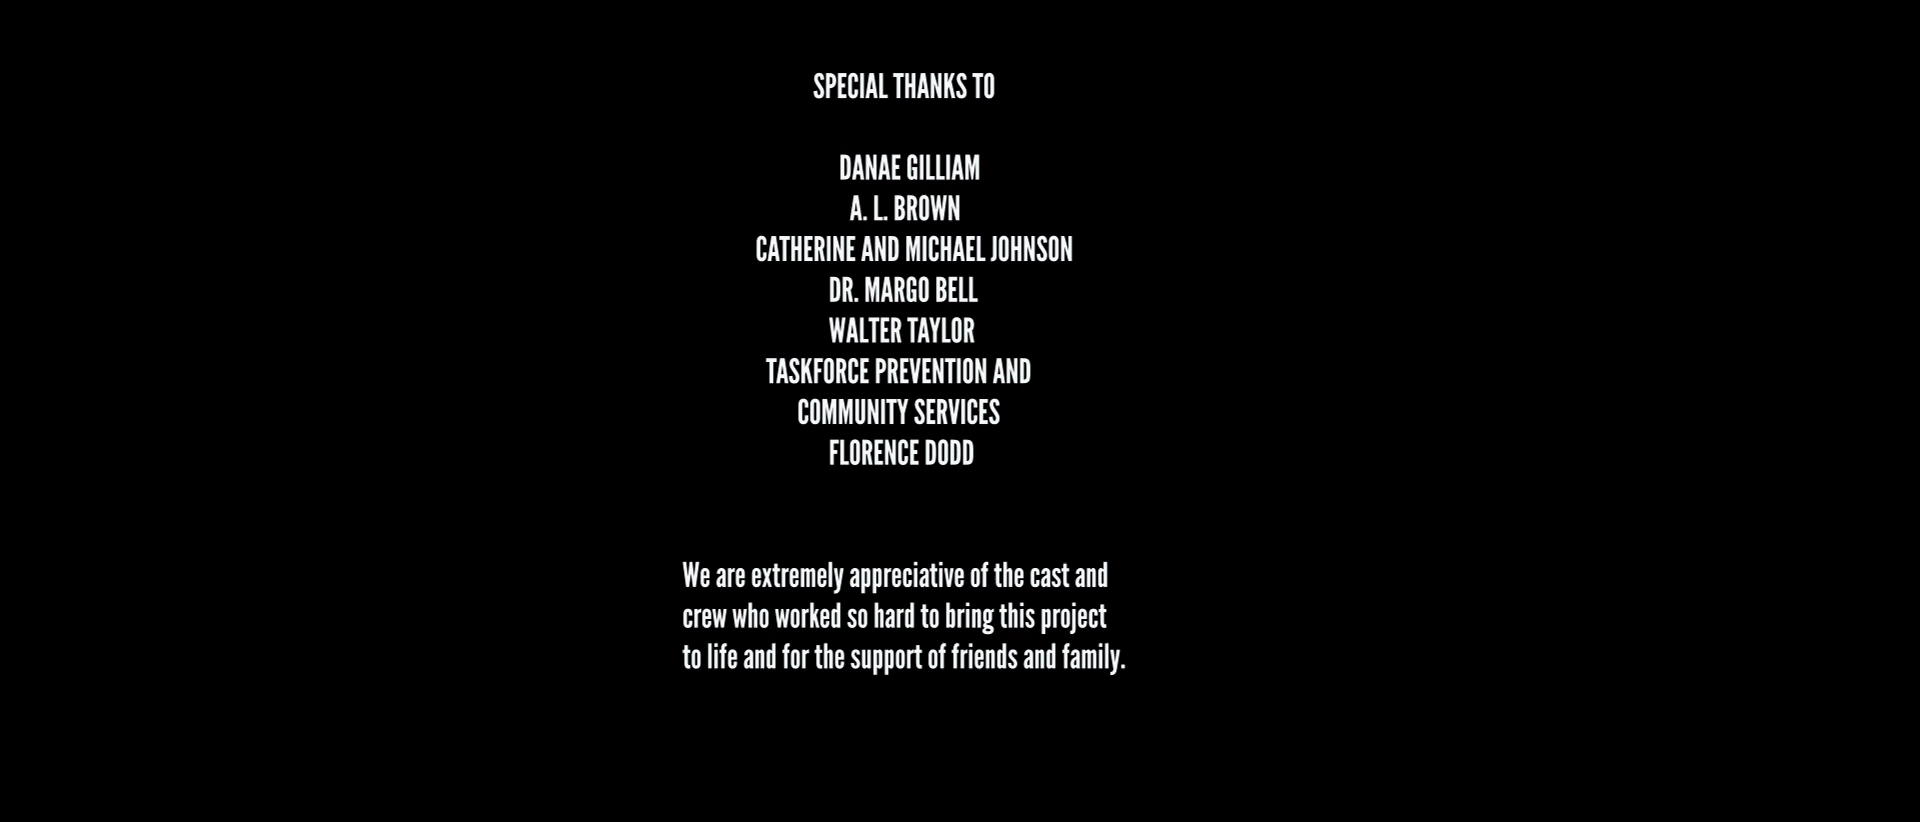 SPECIAL THANKS TO
DANAE GILLIAM
A. L. BROWN
CATHERINE AND MICHAEL JOHNSON
DR. MARGO BELL
WALTER TAYLOR
TASKFORCE PREVENTION AND
COMMUNITY SERVICES
FLORENCE DODD
We are extremely appreciative of the cast and
crew who worked so hard to bring this project
to life and for the support of friends and family.